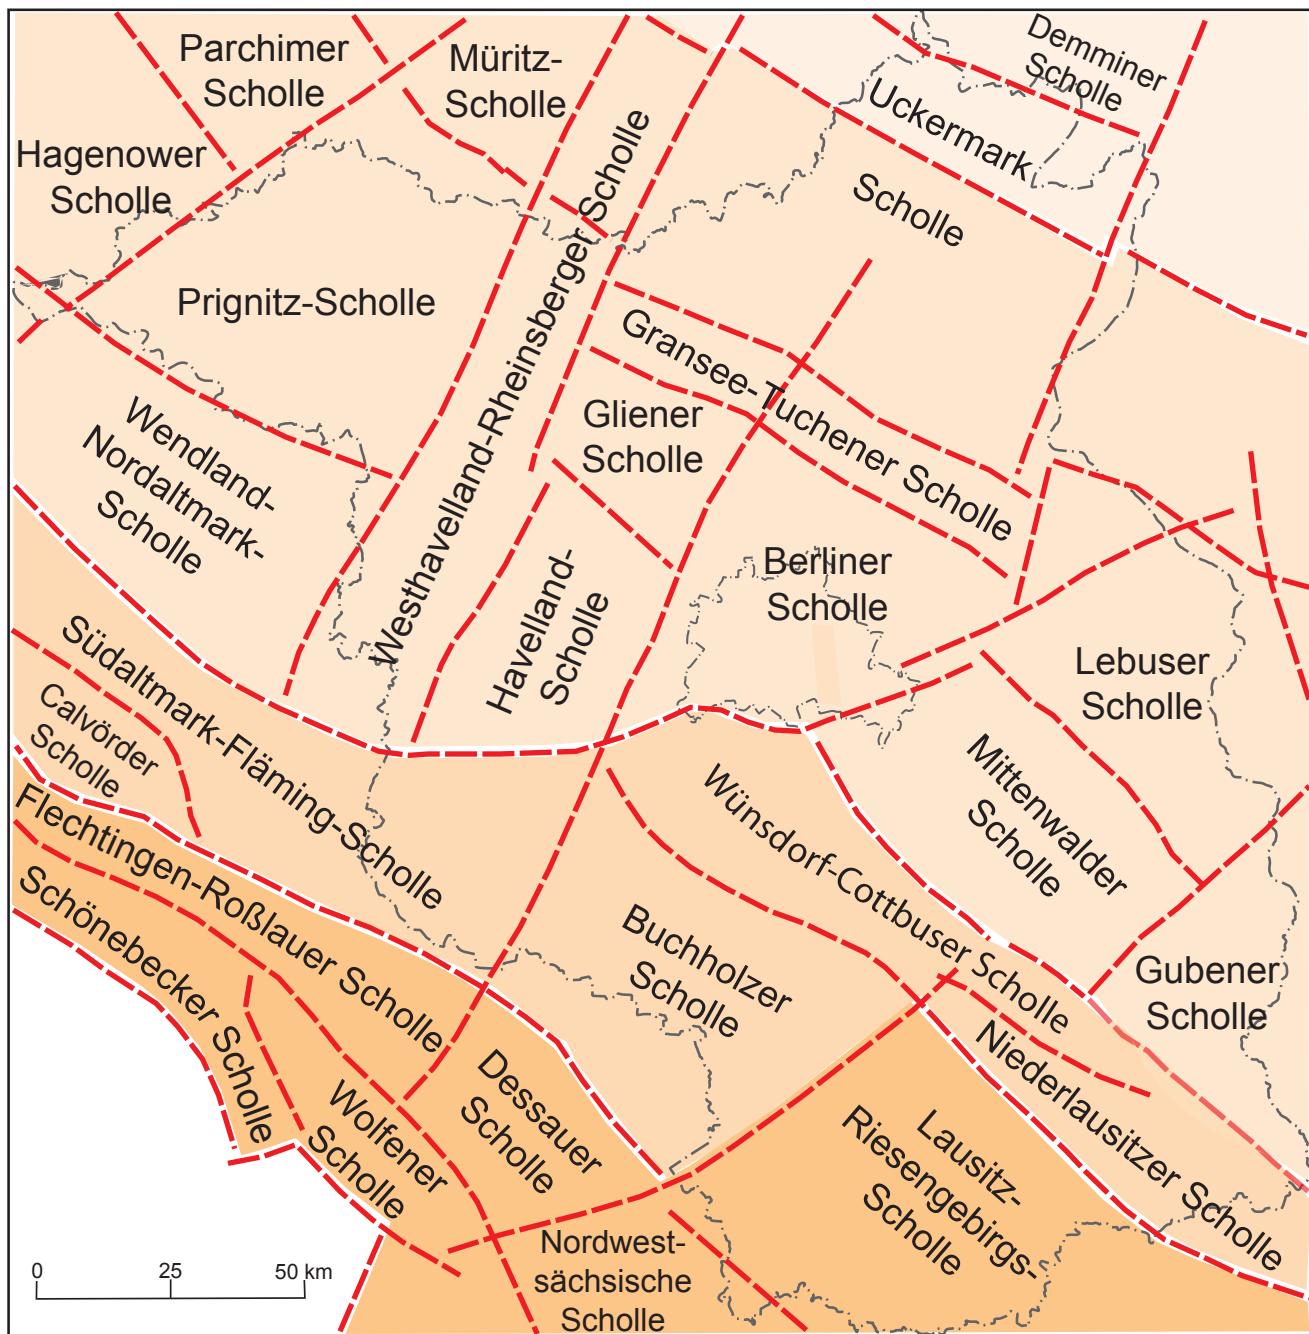 Parchimer
Scholle
Müritz-
Scholle
Demminer
Scholle
Uckermark
Scholle
Hagenower
Scholle
Prignitz-Scholle
Westhavelland-Rheinsberger Scholle
Gransee-Tuchener Scholle
Gliener
Scholle
Wendland-
Nordaltmark-
Scholle
Havelland-
Scholle
Berliner
Scholle
Lebuser
Scholle
Mittenwalder
Scholle
Südaltmark-Fläming-Scholle
Calvörder
Scholle
Flechtingen-Roßlauer Scholle
Schönebecker Scholle
Wünsdorf-Cottbuser Scholle
Buchholzer
Scholle
Gubener
Scholle
Niederlausitzer Scholle
Wolfener
Scholle
Dessauer
Scholle
Lausitz-
Riesengebirgs-
Scholle
Nordwest-
sächsische
Scholle
0 25 50 km